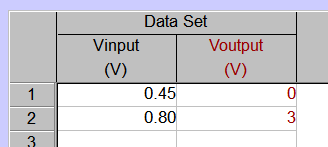 Data Set
Vinput Voutput
(V) (V)
1 0.45 0
2 0.80 3
3